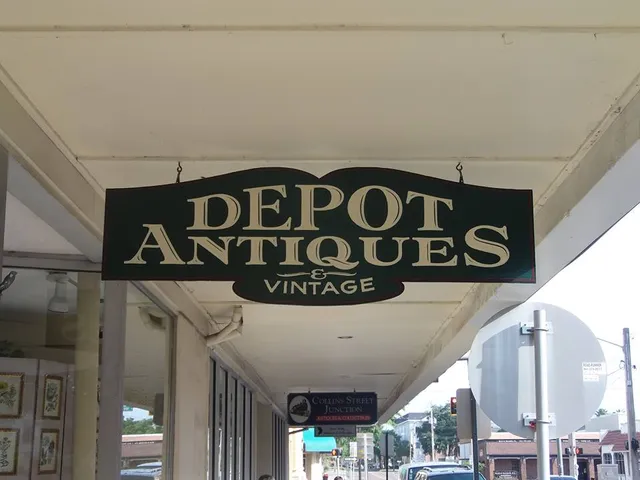 DEPOT
ANTIQUES
&
VINTAGE
COLLINS STREET
JUNCTION